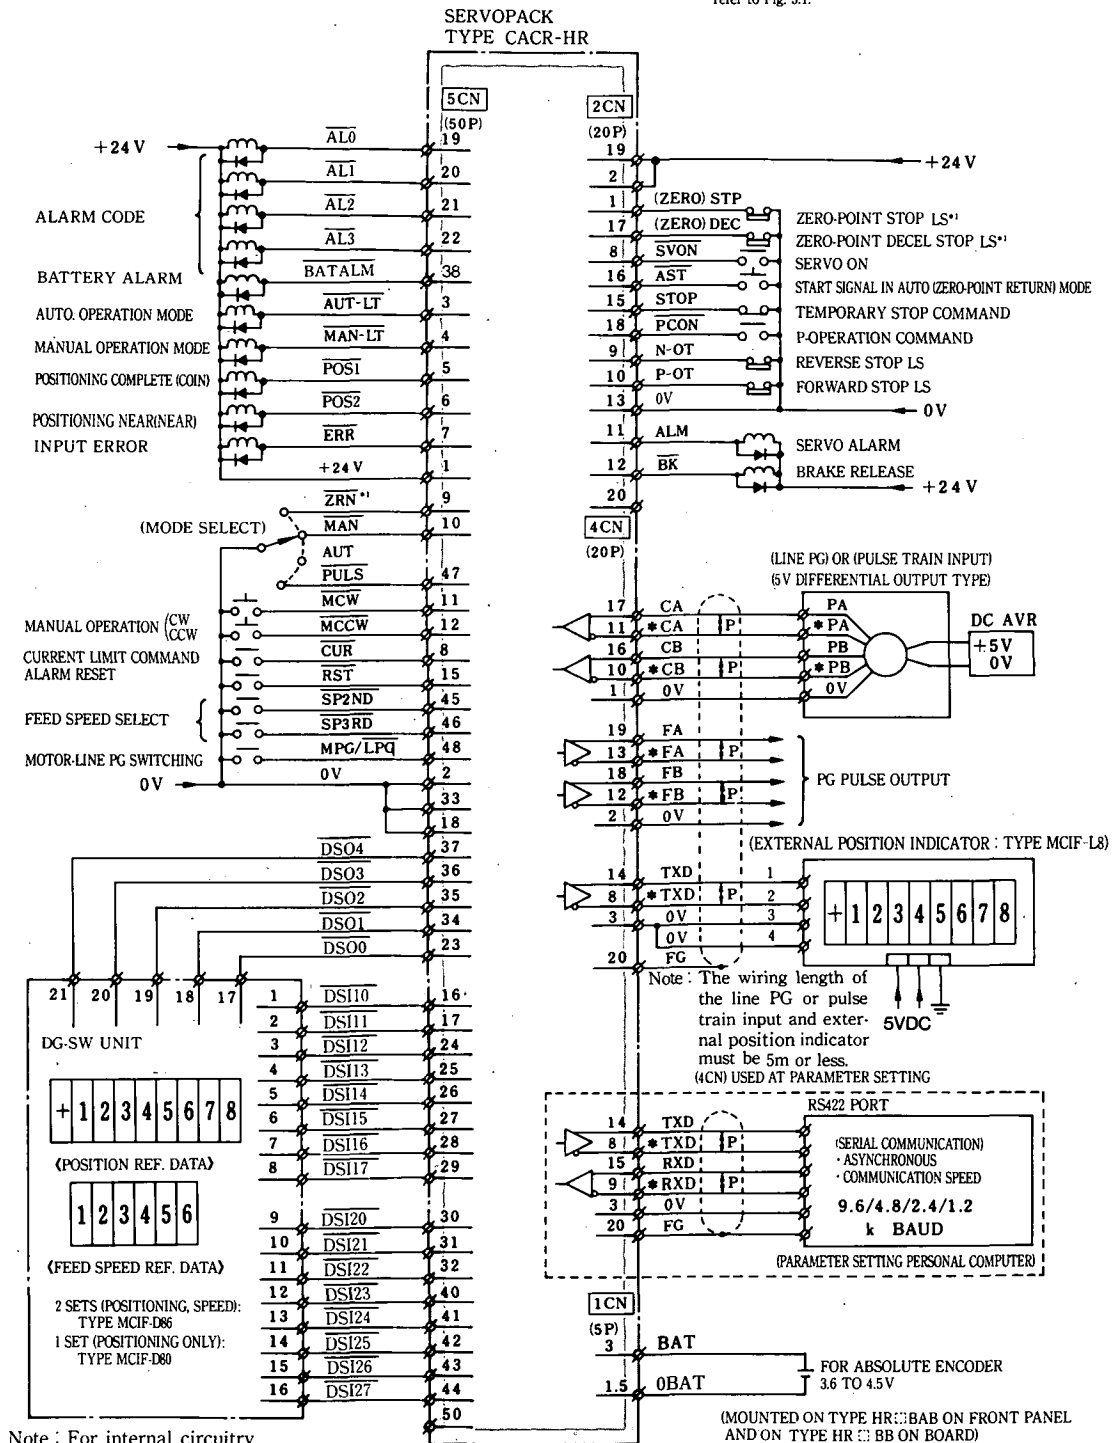 refer to Fig. 3.1.
SERVOPACK
TYPE CACR-HR
5CN
(50P)
+24 V
AL0
19
AL1
20
ALARM CODE
AL2
21
AL3
22
BATTERY ALARM
BATALM
38
AUTO. OPERATION MODE
AUT-LT
3
MANUAL OPERATION MODE
MAN-LT
4
POSITIONING COMPLETE (COIN)
POS1
5
POSITIONING NEAR(NEAR)
POS2
6
INPUT ERROR
ERR
7
+24 V
1
ZRN *1
9
(MODE SELECT)
MAN
10
AUT
PULS
47
MANUAL OPERATION (CW
(CCW
MCW
11
MCCW
12
CURRENT LIMIT COMMAND
CUR
8
ALARM RESET
RST
15
FEED SPEED SELECT
SP2ND
45
SP3RD
46
MOTOR-LINE PG SWITCHING
MPG/LPG
48
0V
0V
2
33
18
DSO4
37
DSO3
36
DSO2
35
DSO1
34
DSO0
23
21 20 19 18 17
DG-SW UNIT
1 DSI10 16
2 DSI11 17
3 DSI12 24
4 DSI13 25
5 DSI14 26
6 DSI15 27
7 DSI16 28
8 DSI17 29
+ 1 2 3 4 5 6 7 8
《POSITION REF. DATA》
1 2 3 4 5 6
《FEED SPEED REF. DATA》
9 DSI20 30
10 DSI21 31
11 DSI22 32
12 DSI23 40
13 DSI24 41
14 DSI25 42
15 DSI26 43
16 DSI27 44
50
2 SETS (POSITIONING, SPEED):
TYPE MCIF-D86
1 SET (POSITIONING ONLY):
TYPE MCIF-D80
Note : For internal circuitry
2CN
(20P)
19
+24 V
2
1 (ZERO) STP ZERO-POINT STOP LS*1
17 (ZERO) DEC ZERO-POINT DECEL STOP LS*1
8 SVON SERVO ON
16 AST START SIGNAL IN AUTO (ZERO-POINT RETURN) MODE
15 STOP TEMPORARY STOP COMMAND
18 PCON P-OPERATION COMMAND
9 N-OT REVERSE STOP LS
10 P-OT FORWARD STOP LS
13 0V 0V
11 ALM SERVO ALARM
12 BK BRAKE RELEASE
+24 V
20
4CN
(20P)
(LINE PG) OR (PULSE TRAIN INPUT)
(5V DIFFERENTIAL OUTPUT TYPE)
17 CA P PA
11 *CA *PA
16 CB P PB
10 *CB *PB
1 0V 0V
DC AVR
+5V
0V
19 FA P
13 *FA
18 FB P
12 *FB
2 0V
PG PULSE OUTPUT
(EXTERNAL POSITION INDICATOR : TYPE MCIF-L8)
14 TXD P 1
8 *TXD 2
3 0V 3
0V 4
20 FG
+ 1 2 3 4 5 6 7 8
5VDC
Note : The wiring length of
the line PG or pulse
train input and exter-
nal position indicator
must be 5m or less.
(4CN) USED AT PARAMETER SETTING
RS422 PORT
14 TXD P
8 *TXD
15 RXD P
9 *RXD
3 0V
20 FG
(SERIAL COMMUNICATION)
· ASYNCHRONOUS
· COMMUNICATION SPEED
9.6/4.8/2.4/1.2
k BAUD
(PARAMETER SETTING PERSONAL COMPUTER)
1CN
(5P)
3 BAT
1.5 0BAT
FOR ABSOLUTE ENCODER
3.6 TO 4.5V
(MOUNTED ON TYPE HR BAB ON FRONT PANEL
AND ON TYPE HR BB ON BOARD)